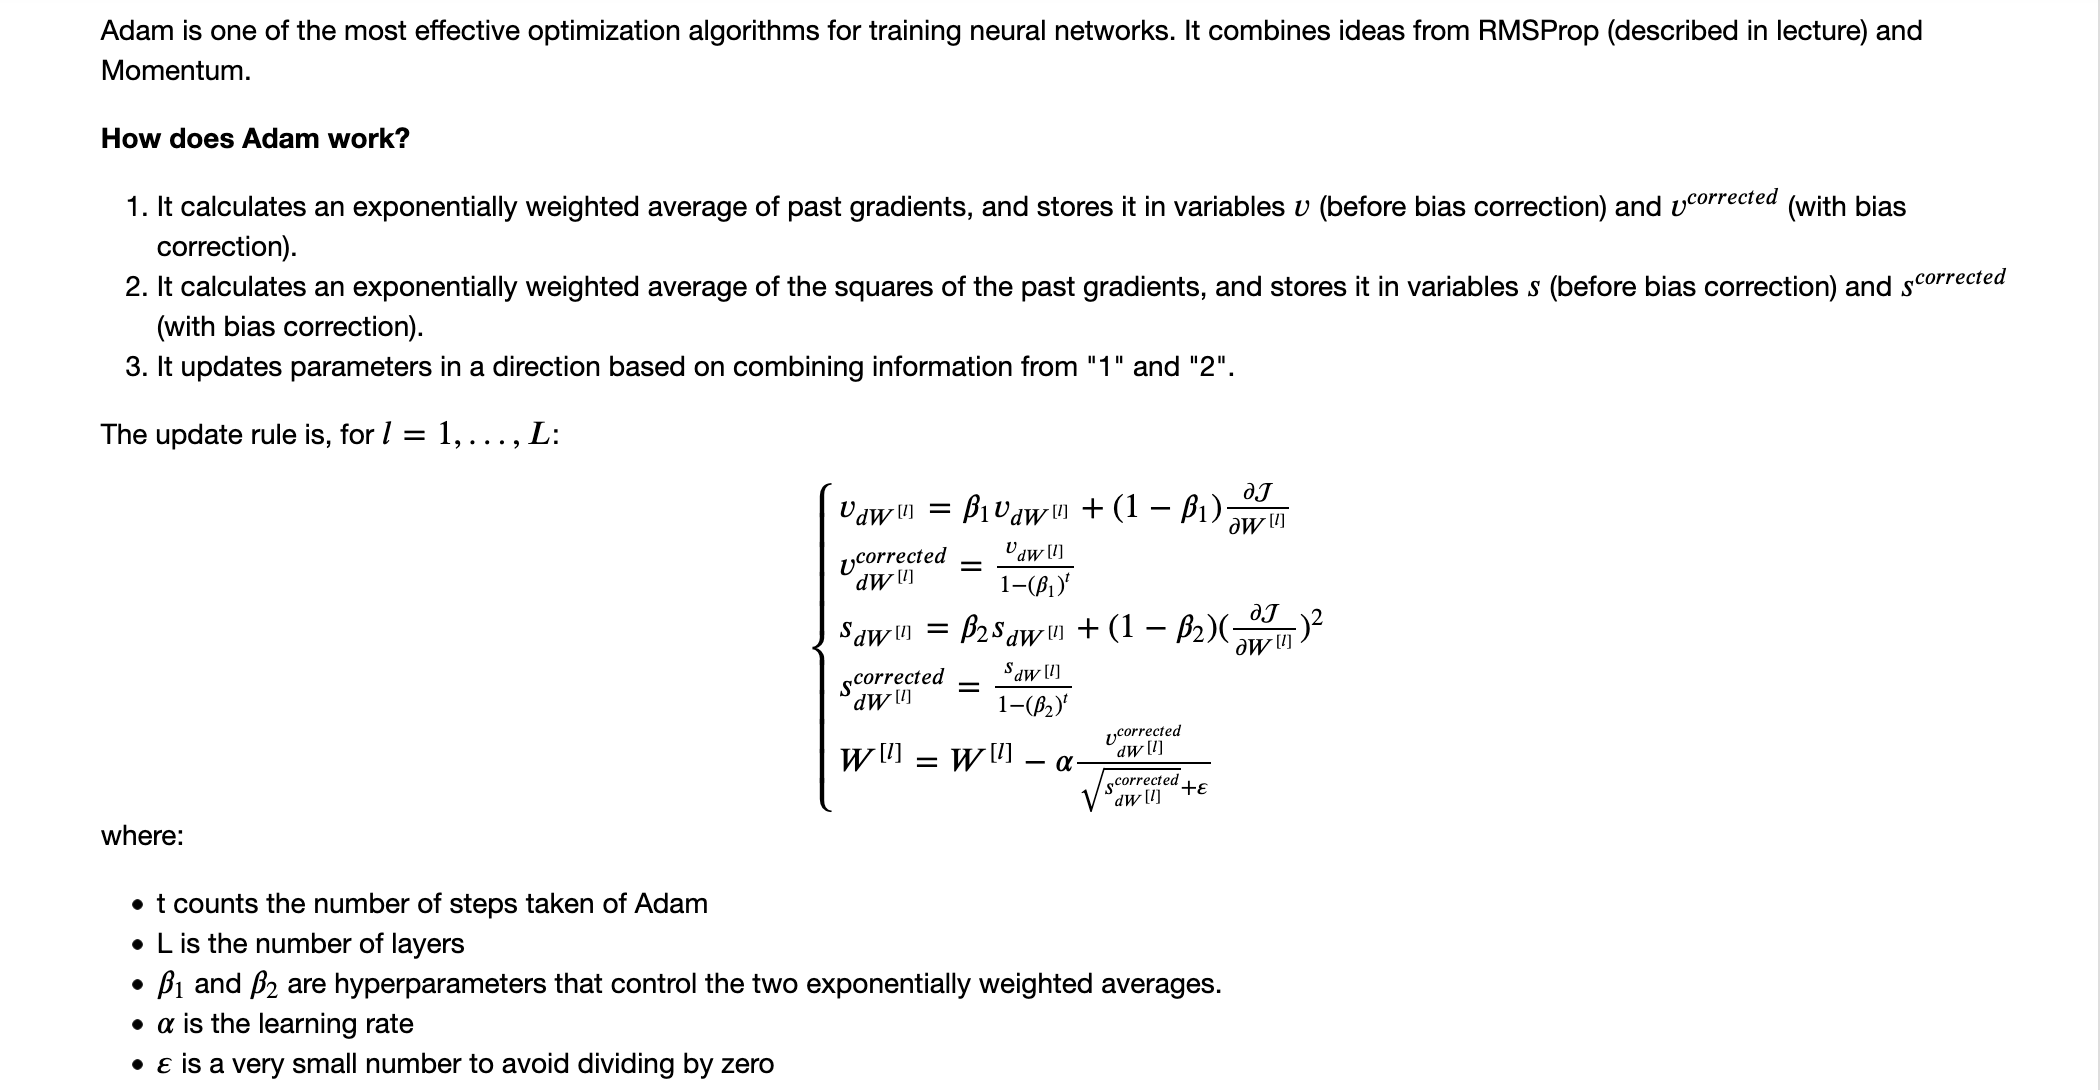 Adam is one of the most effective optimization algorithms for training neural networks. It combines ideas from RMSProp (described in lecture) and
Momentum.
How does Adam work?
1. It calculates an exponentially weighted average of past gradients, and stores it in variables $v$ (before bias correction) and $v^{corrected}$ (with bias
correction).
2. It calculates an exponentially weighted average of the squares of the past gradients, and stores it in variables $s$ (before bias correction) and $s^{corrected}$
(with bias correction).
3. It updates parameters in a direction based on combining information from "1" and "2".
The update rule is, for $l = 1, \ldots, L$:
$v_{dW^{[l]}} = \beta_1 v_{dW^{[l]}} + (1 - \beta_1) \frac{\partial \mathcal{J}}{\partial W^{[l]}}$
$v^{corrected}_{dW^{[l]}} = \frac{v_{dW^{[l]}}}{1-(\beta_1)^t}$
$s_{dW^{[l]}} = \beta_2 s_{dW^{[l]}} + (1 - \beta_2) (\frac{\partial \mathcal{J}}{\partial W^{[l]}})^2$
$s^{corrected}_{dW^{[l]}} = \frac{s_{dW^{[l]}}}{1-(\beta_2)^t}$
$W^{[l]} = W^{[l]} - \alpha \frac{v^{corrected}_{dW^{[l]}}}{\sqrt{s^{corrected}_{dW^{[l]}}}+\varepsilon}$
where:
• t counts the number of steps taken of Adam
• L is the number of layers
• $\beta_1$ and $\beta_2$ are hyperparameters that control the two exponentially weighted averages.
• $\alpha$ is the learning rate
• $\varepsilon$ is a very small number to avoid dividing by zero